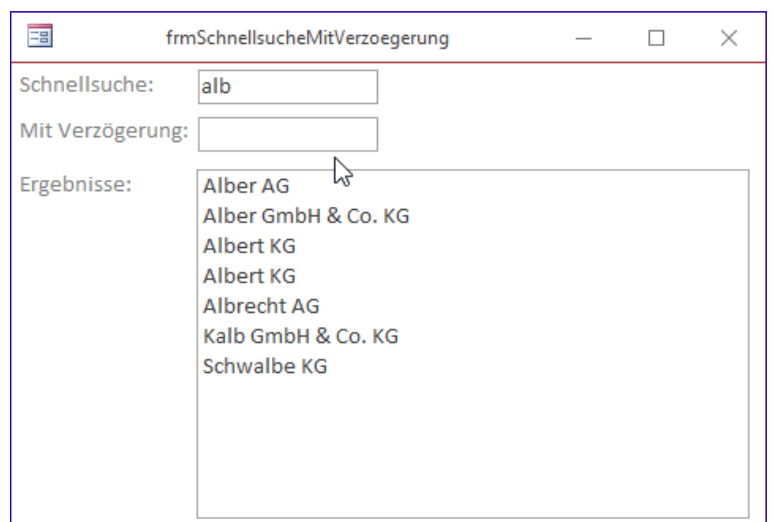 frmSchnellsucheMitVerzoegerung
Schnellsuche: alb
Mit Verzögerung:
Ergebnisse: Alber AG
Alber GmbH & Co. KG
Albert KG
Albert KG
Albrecht AG
Kalb GmbH & Co. KG
Schwalbe KG